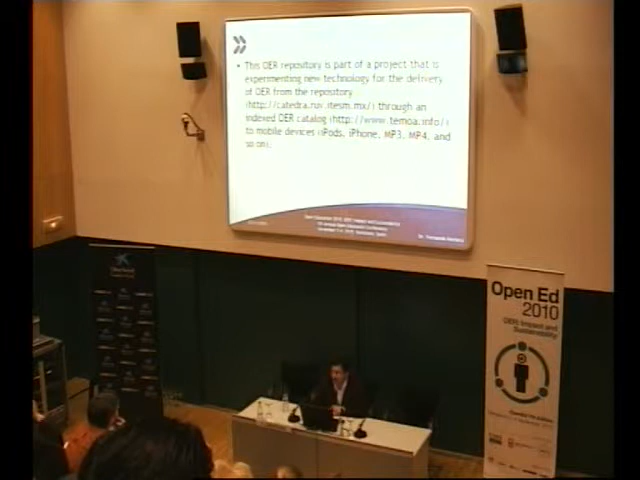 • This OER repository is part of a project that is
experimenting new technology for the delivery
of OER from the repository
(http://catedra.ruv.itesm.mx/) through an
indexed OER catalog (http://www.temoa.info/)
to mobile devices (iPods, iPhone, MP3, MP4, and
so on).
Open Ed
2010
OER: Impact and
Sustainability